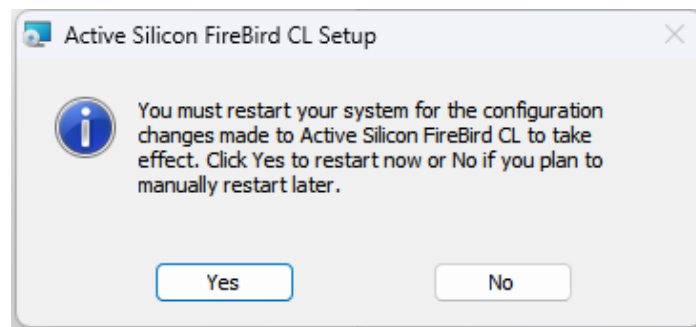 Active Silicon FireBird CL Setup
You must restart your system for the configuration
changes made to Active Silicon FireBird CL to take
effect. Click Yes to restart now or No if you plan to
manually restart later.
Yes
No